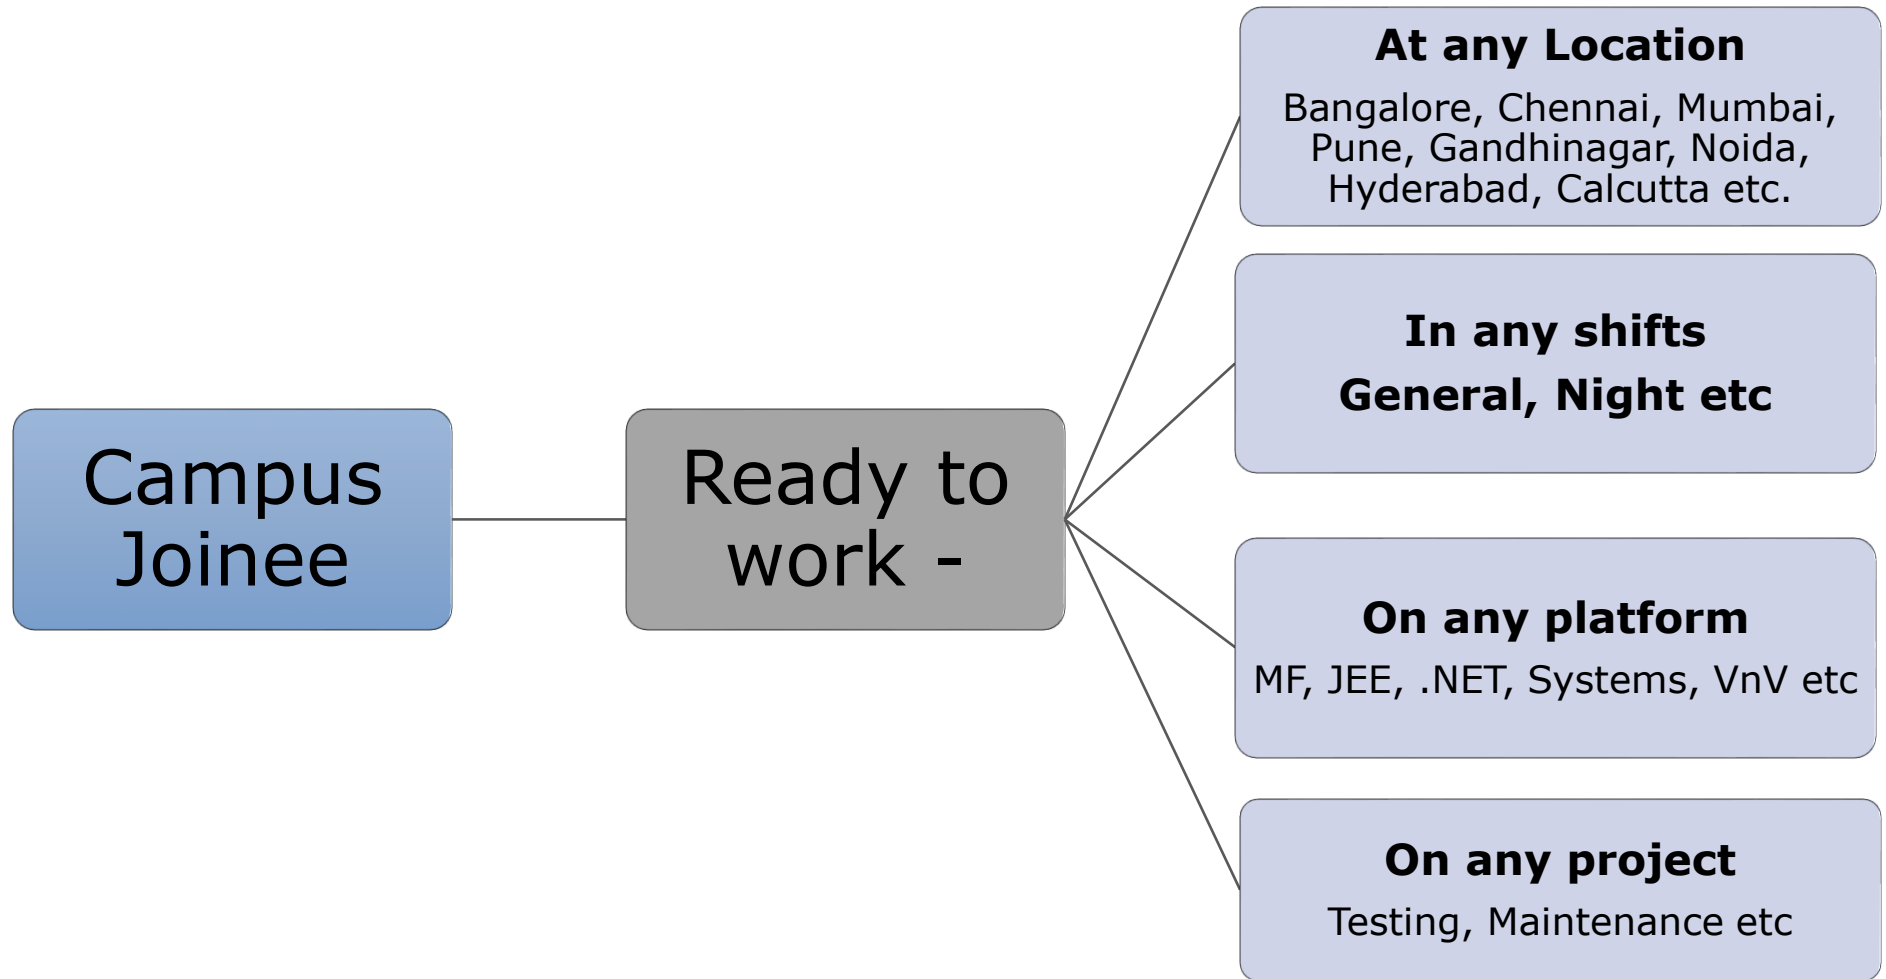 Campus
Joinee
Ready to
work -
At any Location
Bangalore, Chennai, Mumbai,
Pune, Gandhinagar, Noida,
Hyderabad, Calcutta etc.
In any shifts
General, Night etc
On any platform
MF, JEE, .NET, Systems, VnV etc
On any project
Testing, Maintenance etc